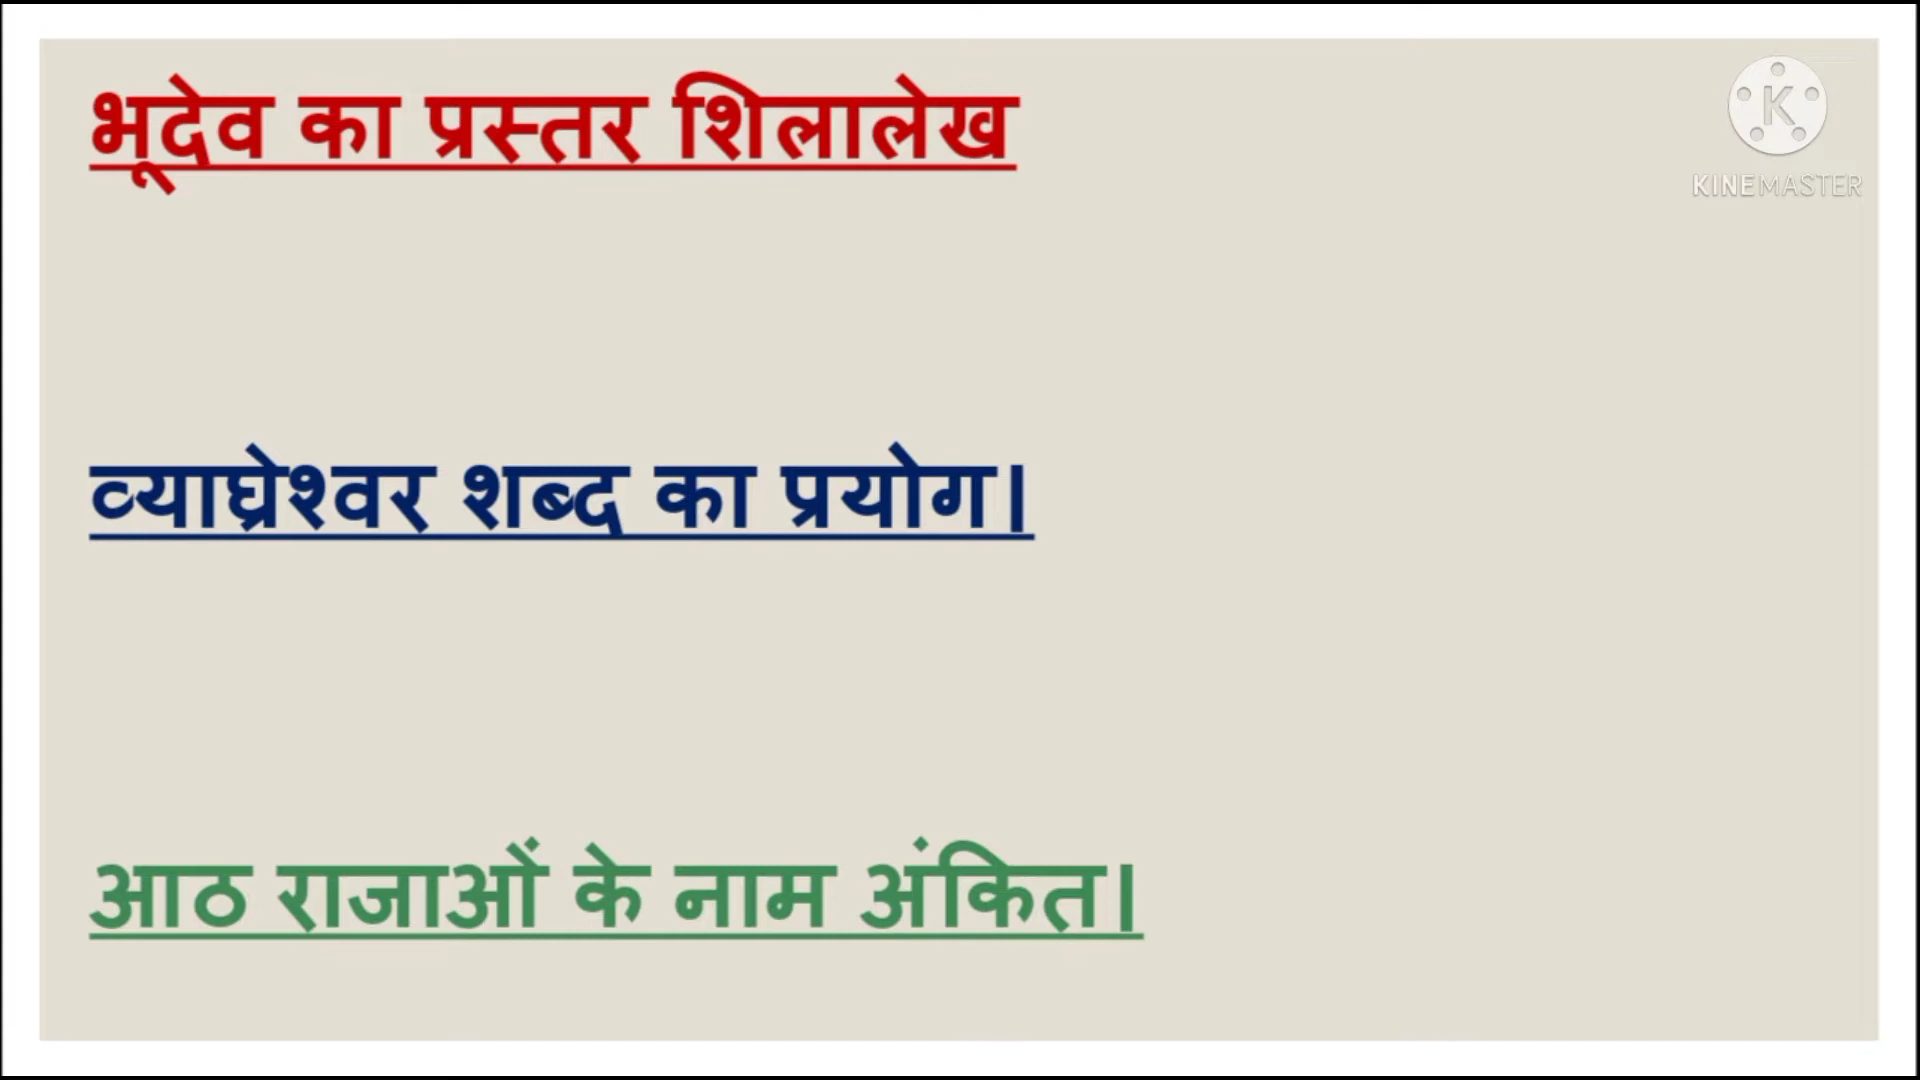 भूदेव का प्रस्तर शिलालेख
K
KINEMASTER
व्याघ्रेश्वर शब्द का प्रयोग।
आठ राजाओं के नाम अंकित।